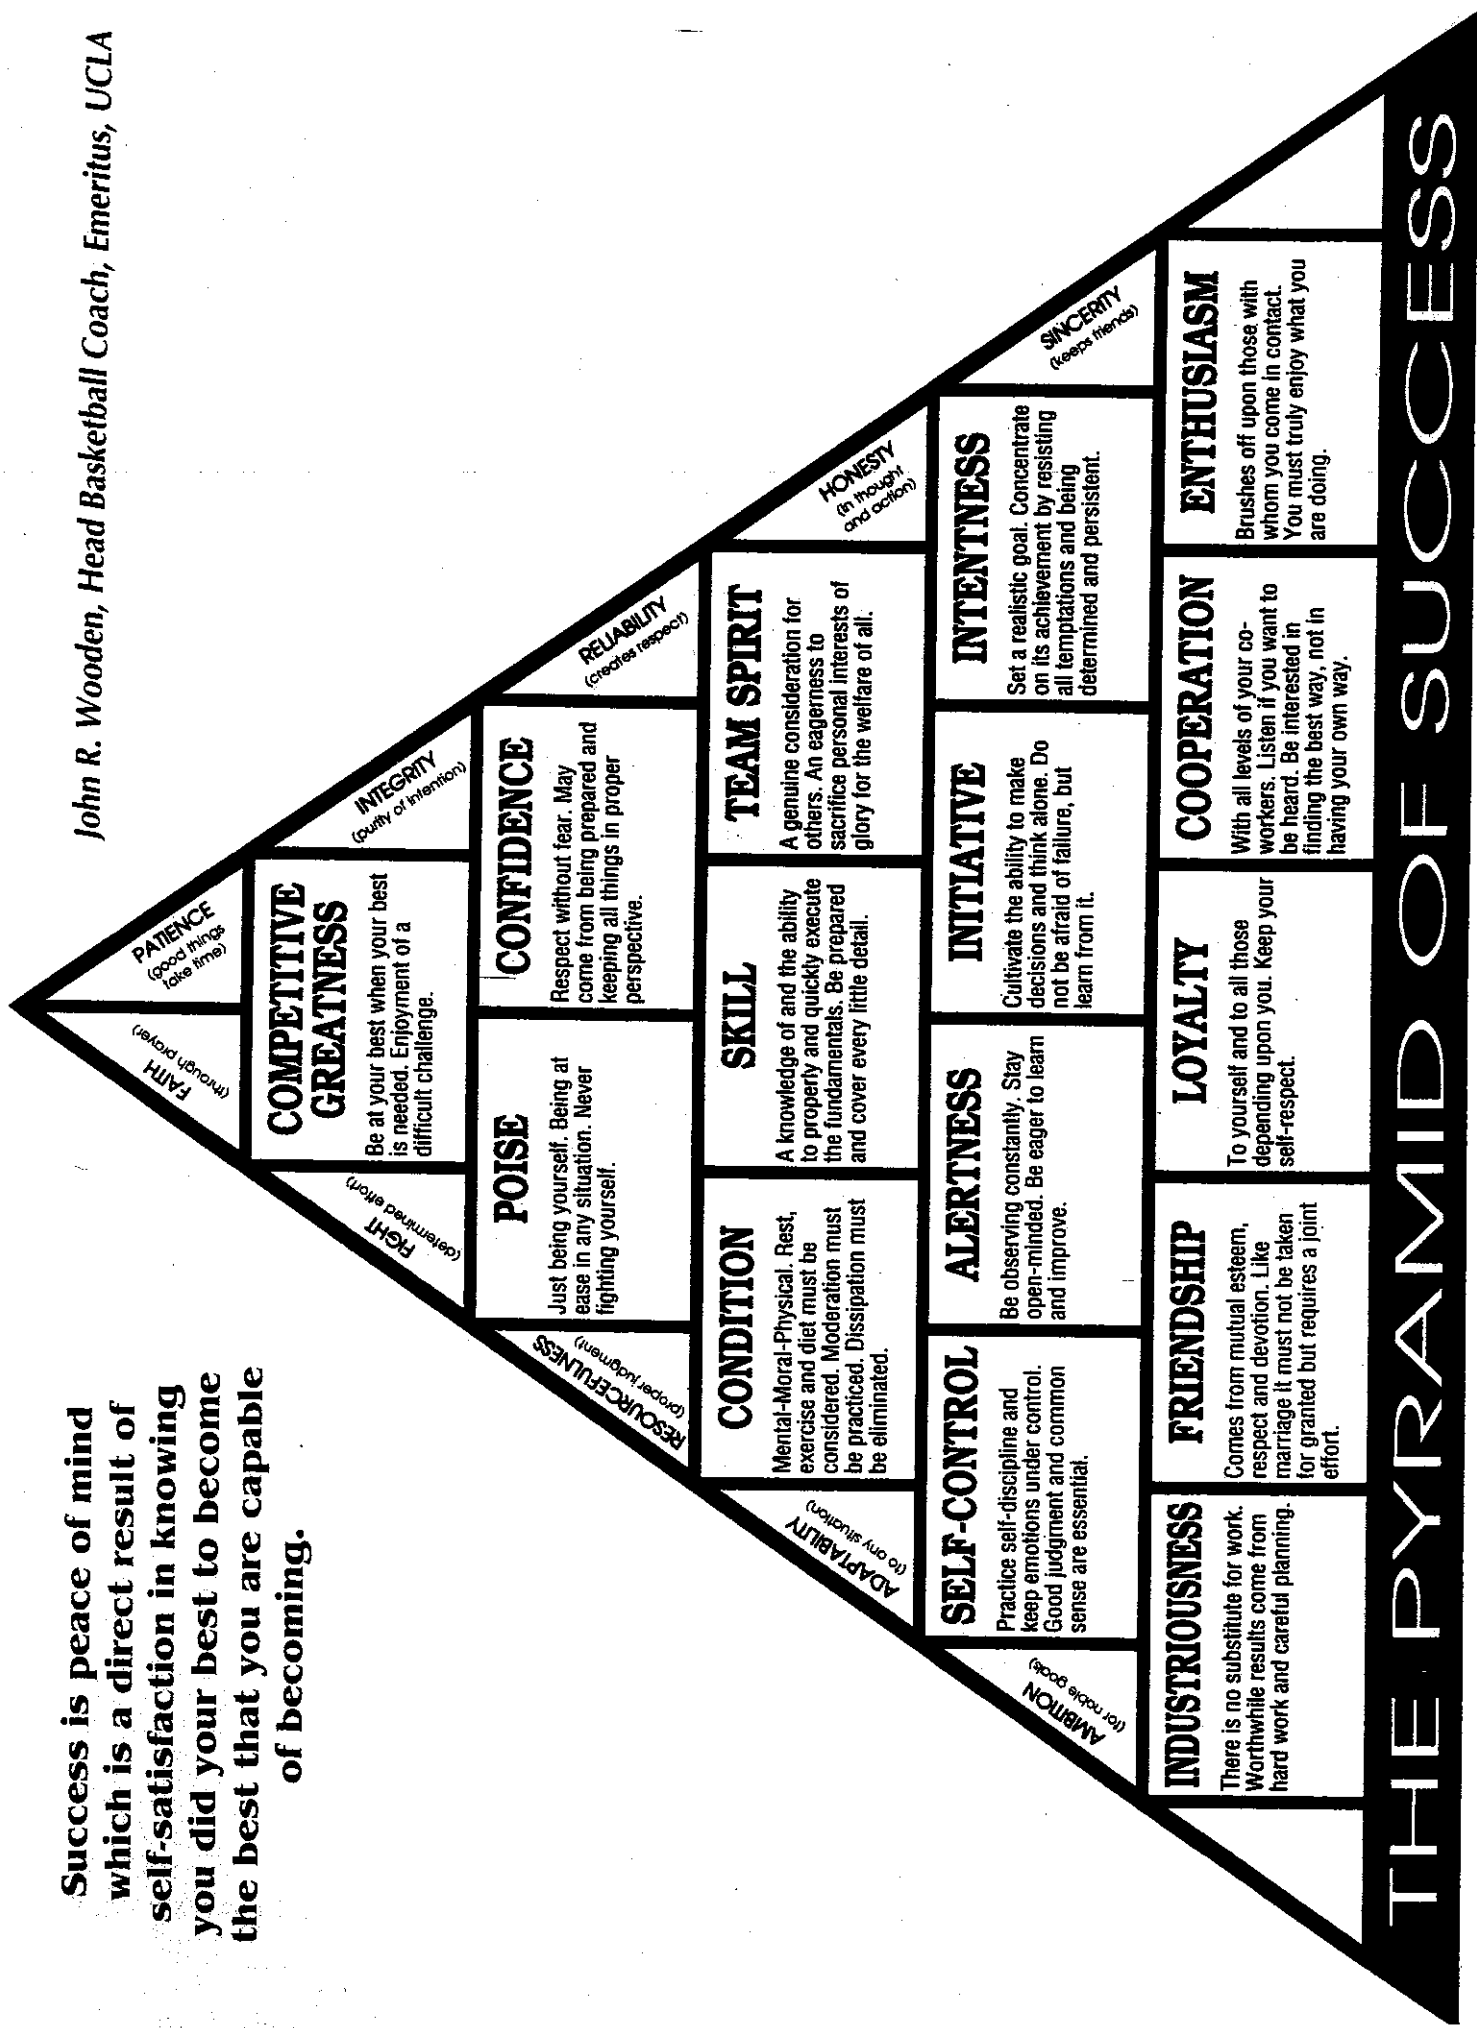 Success is peace of mind
which is a direct result of
self-satisfaction in knowing
you did your best to become
the best that you are capable
of becoming.
John R. Wooden, Head Basketball Coach, Emeritus, UCLA
FAITH
(through prayer)
PATIENCE
(good things
take time)
FIGHT
(determined effort)
COMPETITIVE
GREATNESS
Be at your best when your best
is needed. Enjoyment of a
difficult challenge.
INTEGRITY
(purity of intention)
RESOURCEFULNESS
(proper judgment)
POISE
Just being yourself. Being at
ease in any situation. Never
fighting yourself.
CONFIDENCE
Respect without fear. May
come from being prepared and
keeping all things in proper
perspective.
RELIABILITY
(creates respect)
ADAPTABILITY
(to any situation)
CONDITION
Mental-Moral-Physical. Rest,
exercise and diet must be
considered. Moderation must
be practiced. Dissipation must
be eliminated.
SKILL
A knowledge of and the ability
to properly and quickly execute
the fundamentals. Be prepared
and cover every little detail.
TEAM SPIRIT
A genuine consideration for
others. An eagerness to
sacrifice personal interests of
glory for the welfare of all.
HONESTY
(in thought
and action)
AMBITION
(for noble goals)
SELF-CONTROL
Practice self-discipline and
keep emotions under control.
Good judgment and common
sense are essential.
ALERTNESS
Be observing constantly. Stay
open-minded. Be eager to learn
and improve.
INITIATIVE
Cultivate the ability to make
decisions and think alone. Do
not be afraid of failure, but
learn from it.
INTENTNESS
Set a realistic goal. Concentrate
on its achievement by resisting
all temptations and being
determined and persistent.
SINCERITY
(keeps friends)
INDUSTRIOUSNESS
There is no substitute for work.
Worthwhile results come from
hard work and careful planning.
FRIENDSHIP
Comes from mutual esteem,
respect and devotion. Like
marriage it must not be taken
for granted but requires a joint
effort.
LOYALTY
To yourself and to all those
depending upon you. Keep your
self-respect.
COOPERATION
With all levels of your co-
workers. Listen if you want to
be heard. Be interested in
finding the best way, not in
having your own way.
ENTHUSIASM
Brushes off upon those with
whom you come in contact.
You must truly enjoy what you
are doing.
THE PYRAMID OF SUCCESS